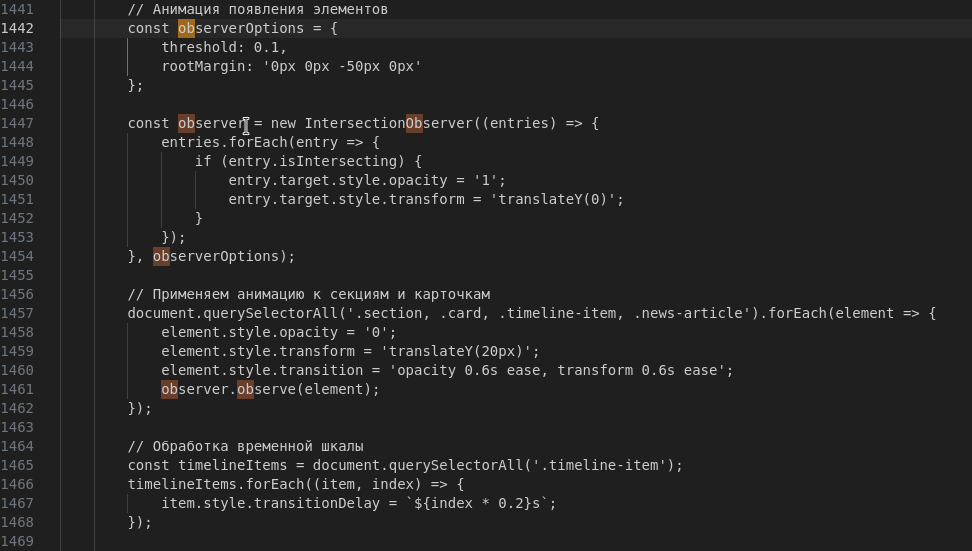 1441 // Анимация появления элементов
1442 const observerOptions = {
1443 threshold: 0.1,
1444 rootMargin: '0px 0px -50px 0px'
1445 };
1446
1447 const observer = new IntersectionObserver((entries) => {
1448 entries.forEach(entry => {
1449 if (entry.isIntersecting) {
1450 entry.target.style.opacity = '1';
1451 entry.target.style.transform = 'translateY(0)';
1452 }
1453 });
1454 }, observerOptions);
1455
1456 // Применяем анимацию к секциям и карточкам
1457 document.querySelectorAll('.section, .card, .timeline-item, .news-article').forEach(element => {
1458 element.style.opacity = '0';
1459 element.style.transform = 'translateY(20px)';
1460 element.style.transition = 'opacity 0.6s ease, transform 0.6s ease';
1461 observer.observe(element);
1462 });
1463
1464 // Обработка временной шкалы
1465 const timelineItems = document.querySelectorAll('.timeline-item');
1466 timelineItems.forEach((item, index) => {
1467 item.style.transitionDelay = `${index * 0.2}s`;
1468 });
1469